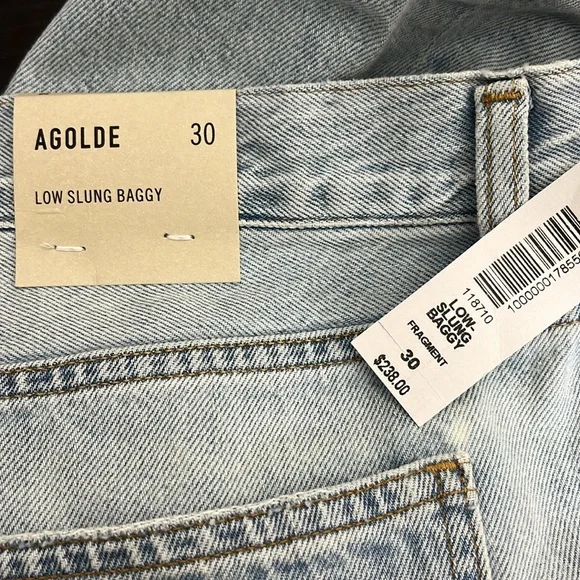 AGOLDE 30
LOW SLUNG BAGGY
118710
LOW-
SLUNG
BAGGY
FRAGMENT
30
$238.00